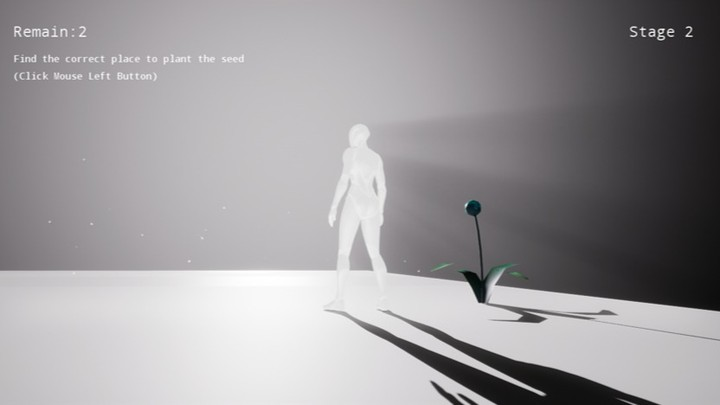 Remain:2
Stage 2
Find the correct place to plant the seed
(Click Mouse Left Button)